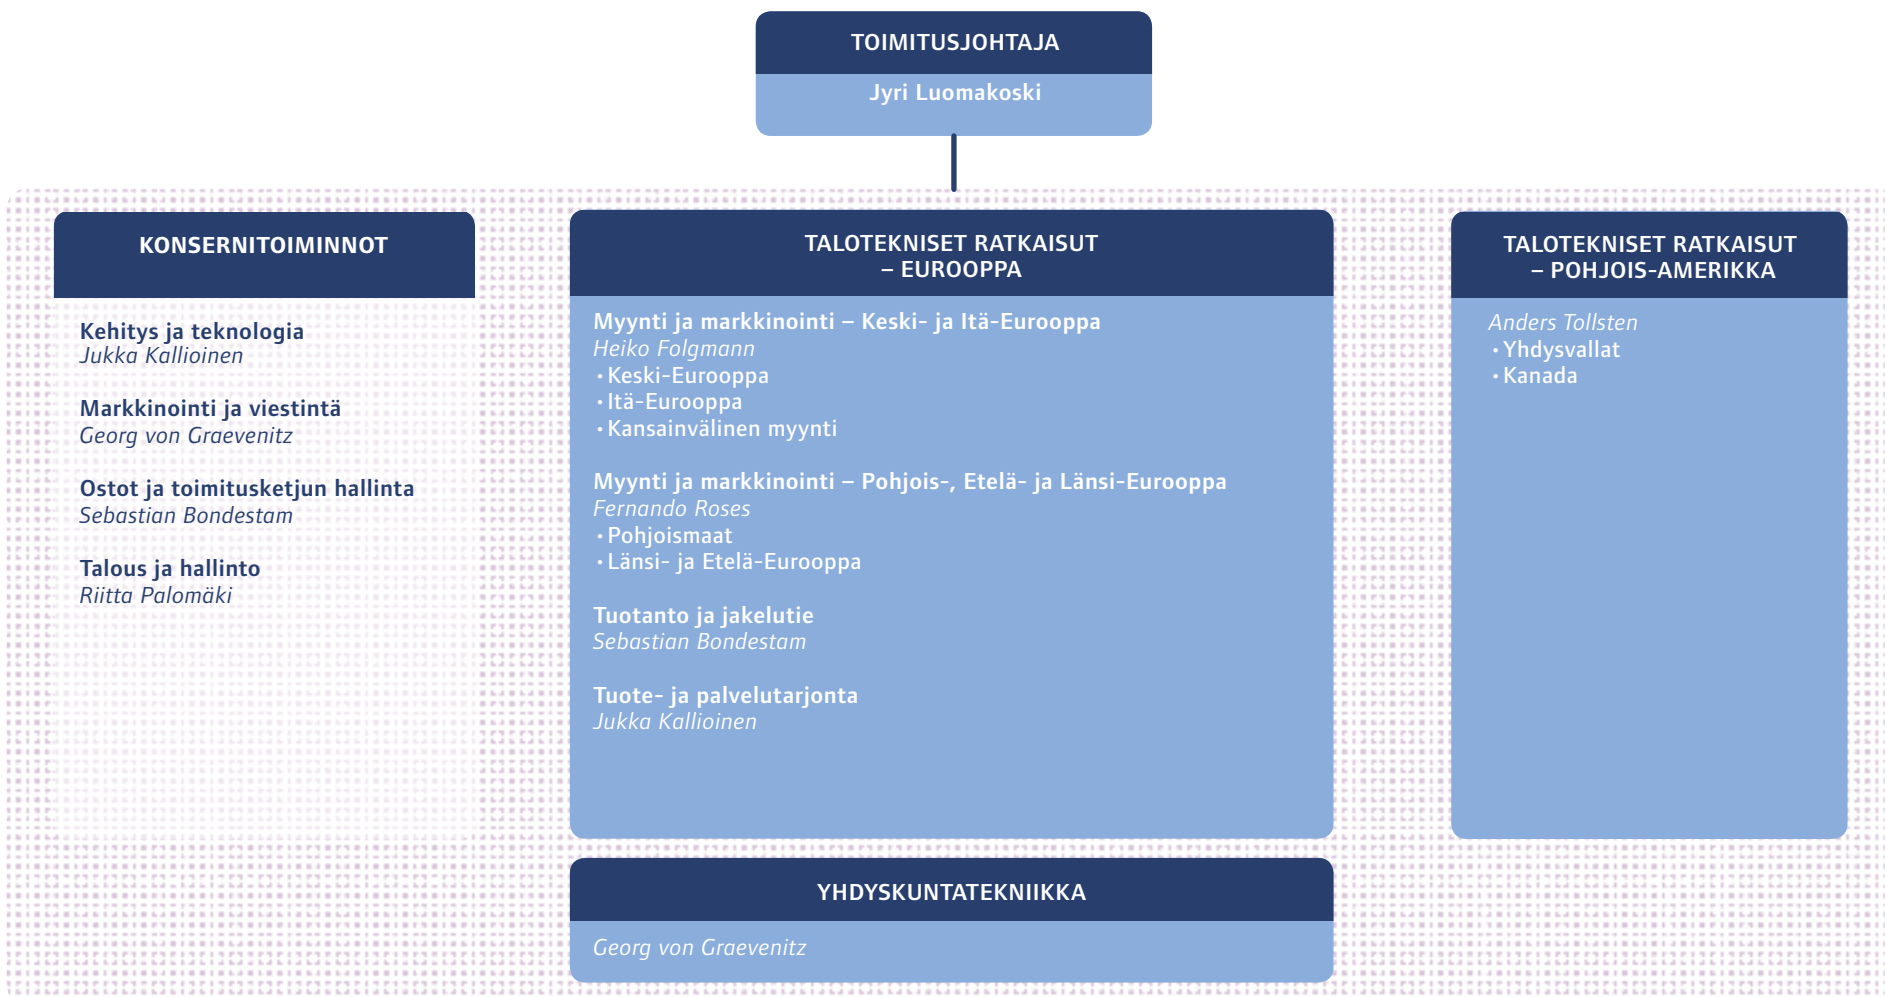 TOIMITUSJOHTAJA
Jyri Luomakoski
KONSERNITOIMINNOT
Kehitys ja teknologia
Jukka Kallioinen
Markkinointi ja viestintä
Georg von Graevenitz
Ostot ja toimitusketjun hallinta
Sebastian Bondestam
Talous ja hallinto
Riitta Palomäki
TALOTEKNISET RATKAISUT
– EUROOPPA
Myynti ja markkinointi – Keski- ja Itä-Eurooppa
Heiko Folgmann
• Keski-Eurooppa
• Itä-Eurooppa
• Kansainvälinen myynti
Myynti ja markkinointi – Pohjois-, Etelä- ja Länsi-Eurooppa
Fernando Roses
• Pohjoismaat
• Länsi- ja Etelä-Eurooppa
Tuotanto ja jakelutie
Sebastian Bondestam
Tuote- ja palvelutarjonta
Jukka Kallioinen
TALOTEKNISET RATKAISUT
– POHJOIS-AMERIKKA
Anders Tollsten
• Yhdysvallat
• Kanada
YHDYSKUNTATEKNIIKKA
Georg von Graevenitz